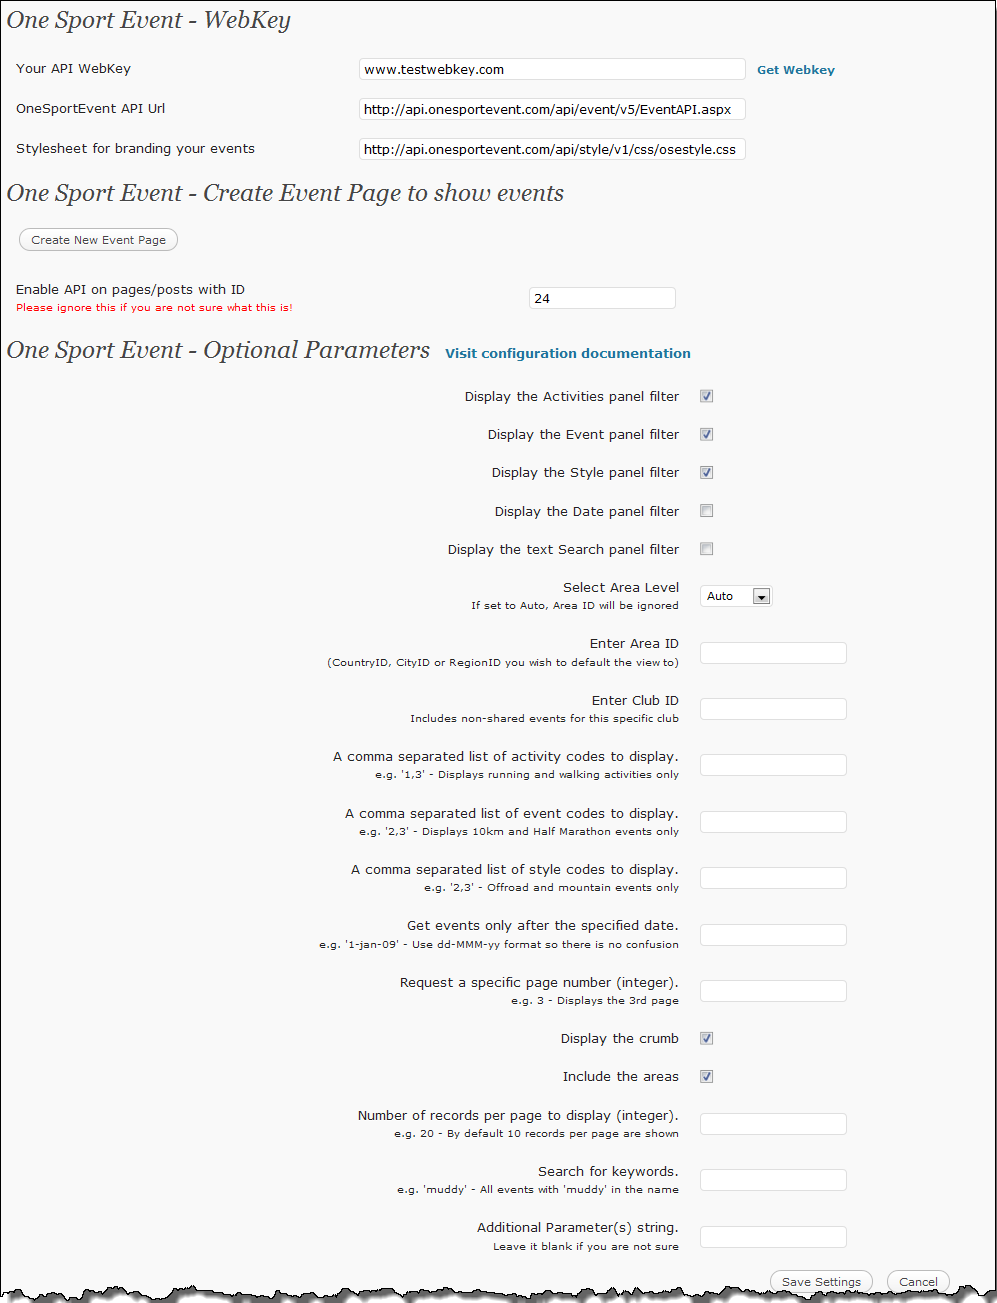 One Sport Event - WebKey
Your API WebKey www.testwebkey.com Get Webkey
OneSportEvent API Url http://api.onesportevent.com/api/event/v5/EventAPI.aspx
Stylesheet for branding your events http://api.onesportevent.com/api/style/v1/css/osestyle.css
One Sport Event - Create Event Page to show events
Create New Event Page
Enable API on pages/posts with ID 24
Please ignore this if you are not sure what this is!
One Sport Event - Optional Parameters Visit configuration documentation
Display the Activities panel filter
Display the Event panel filter
Display the Style panel filter
Display the Date panel filter
Display the text Search panel filter
Select Area Level Auto
If set to Auto, Area ID will be ignored
Enter Area ID
(CountryID, CityID or RegionID you wish to default the view to)
Enter Club ID
Includes non-shared events for this specific club
A comma separated list of activity codes to display.
e.g. '1,3' - Displays running and walking activities only
A comma separated list of event codes to display.
e.g. '2,3' - Displays 10km and Half Marathon events only
A comma separated list of style codes to display.
e.g. '2,3' - Offroad and mountain events only
Get events only after the specified date.
e.g. '1-jan-09' - Use dd-MMM-yy format so there is no confusion
Request a specific page number (integer).
e.g. 3 - Displays the 3rd page
Display the crumb
Include the areas
Number of records per page to display (integer).
e.g. 20 - By default 10 records per page are shown
Search for keywords.
e.g. 'muddy' - All events with 'muddy' in the name
Additional Parameter(s) string.
Leave it blank if you are not sure
Save Settings Cancel